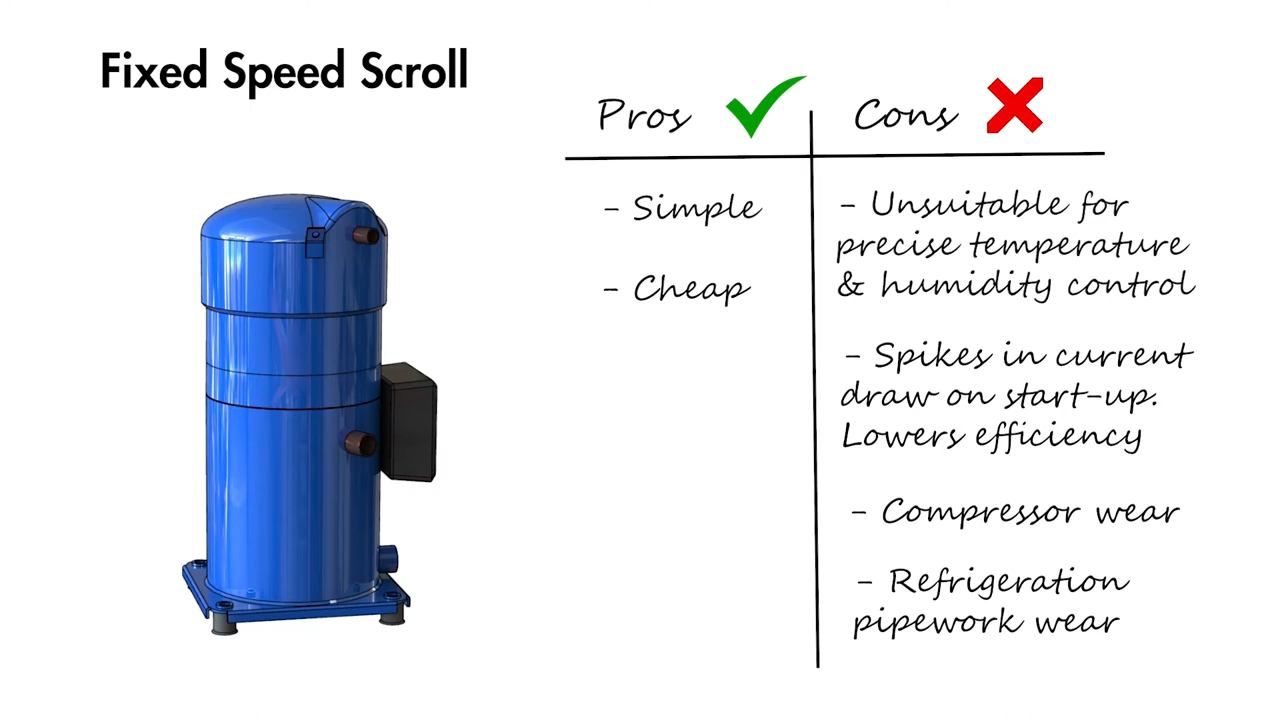 Fixed Speed Scroll
Pros
Cons
- Simple
- Cheap
- Unsuitable for
precise temperature
& humidity control
- Spikes in current
draw on start-up.
Lowers efficiency
- Compressor wear
- Refrigeration
pipework wear